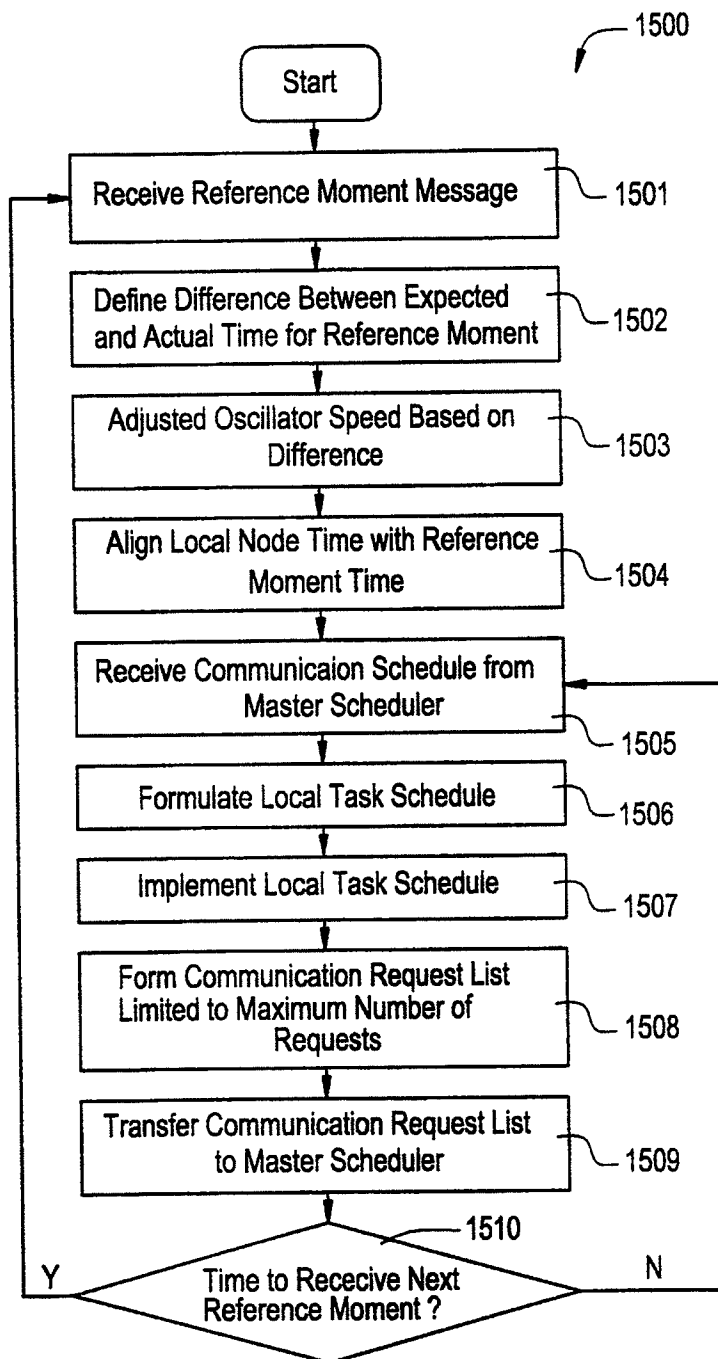 1500
Start
Receive Reference Moment Message
1501
Define Difference Between Expected
and Actual Time for Reference Moment
1502
Adjusted Oscillator Speed Based on
Difference
1503
Align Local Node Time with Reference
Moment Time
1504
Receive Communicaion Schedule from
Master Scheduler
1505
Formulate Local Task Schedule
1506
Implement Local Task Schedule
1507
Form Communication Request List
Limited to Maximum Number of
Requests
1508
Transfer Communication Request List
to Master Scheduler
1509
1510
Y
Time to Rececive Next
Reference Moment ?
N